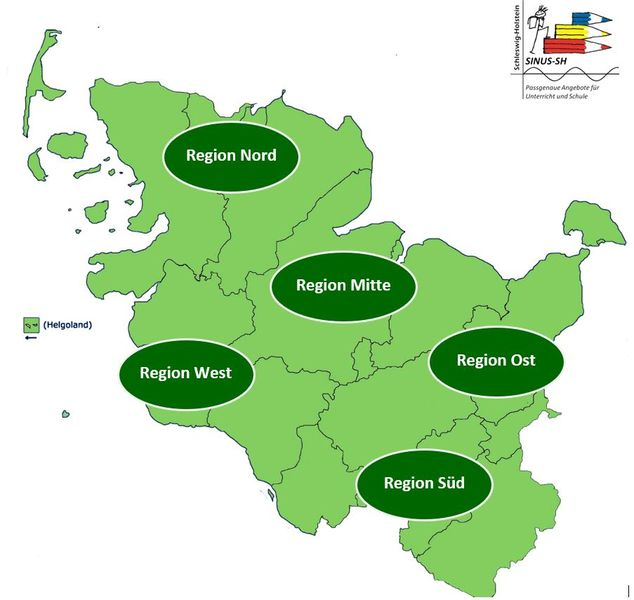 Schleswig-Holstein
SINUS-SH
Passgenaue Angebote für
Unterricht und Schule
Region Nord
Region Mitte
(Helgoland)
Region West
Region Ost
Region Süd